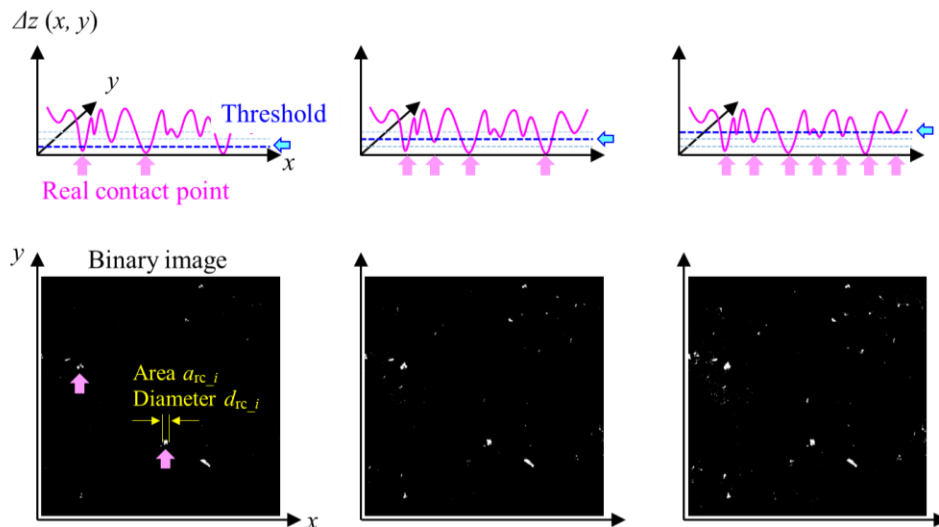 Δz (x, y)
y
Threshold
x
Real contact point
y
Binary image
Area a_rc_i
Diameter d_rc_i
x